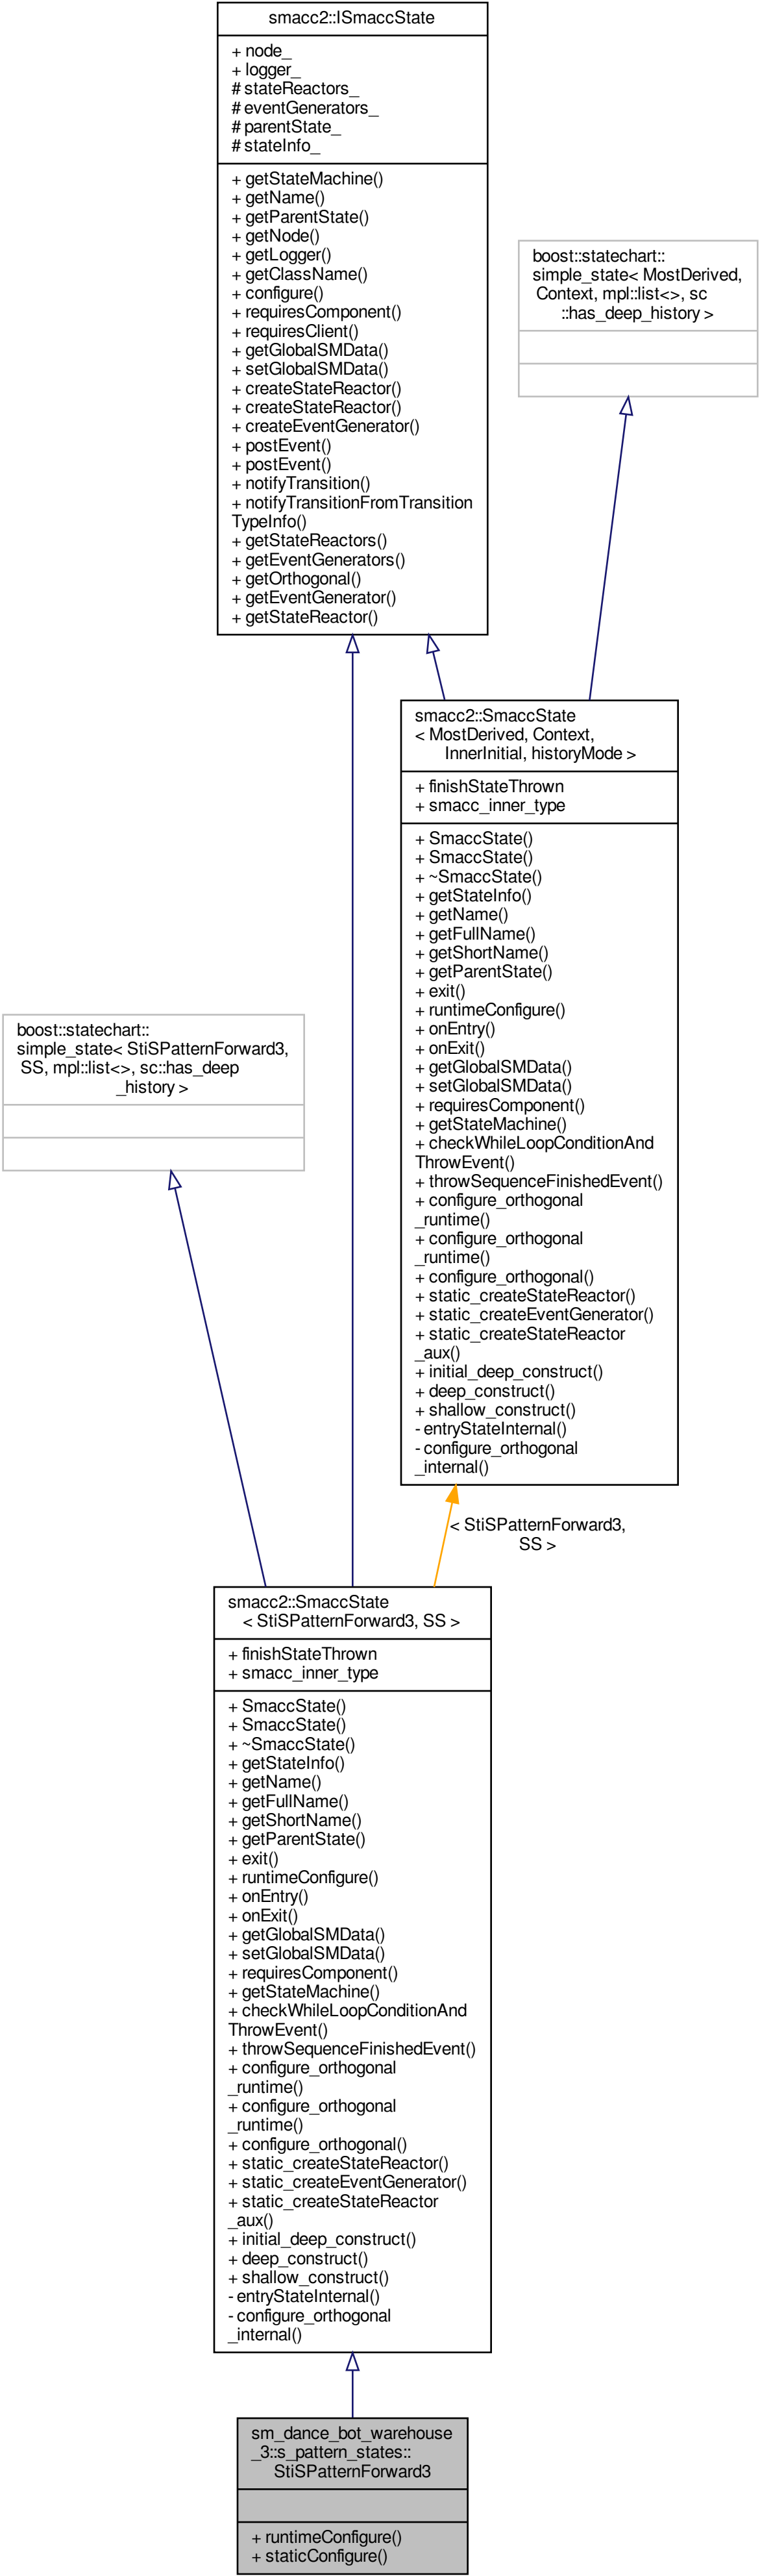 smacc2::ISmaccState
+ node_
+ logger_
# stateReactors_
# eventGenerators_
# parentState_
# stateInfo_
+ getStateMachine()
+ getName()
+ getParentState()
+ getNode()
+ getLogger()
+ getClassName()
+ configure()
+ requiresComponent()
+ requiresClient()
+ getGlobalSMData()
+ setGlobalSMData()
+ createStateReactor()
+ createStateReactor()
+ createEventGenerator()
+ postEvent()
+ postEvent()
+ notifyTransition()
+ notifyTransitionFromTransition
TypeInfo()
+ getStateReactors()
+ getEventGenerators()
+ getOrthogonal()
+ getEventGenerator()
+ getStateReactor()
boost::statechart::
simple_state< MostDerived,
Context, mpl::list<>, sc
::has_deep_history >
smacc2::SmaccState
< MostDerived, Context,
InnerInitial, historyMode >
+ finishStateThrown
+ smacc_inner_type
+ SmaccState()
+ SmaccState()
+ ~SmaccState()
+ getStateInfo()
+ getName()
+ getFullName()
+ getShortName()
+ getParentState()
+ exit()
+ runtimeConfigure()
+ onEntry()
+ onExit()
+ getGlobalSMData()
+ setGlobalSMData()
+ requiresComponent()
+ getStateMachine()
+ checkWhileLoopConditionAnd
ThrowEvent()
+ throwSequenceFinishedEvent()
+ configure_orthogonal
_runtime()
+ configure_orthogonal
_runtime()
+ configure_orthogonal()
+ static_createStateReactor()
+ static_createEventGenerator()
+ static_createStateReactor
_aux()
+ initial_deep_construct()
+ deep_construct()
+ shallow_construct()
- entryStateInternal()
- configure_orthogonal
_internal()
boost::statechart::
simple_state< StiSPatternForward3,
SS, mpl::list<>, sc::has_deep
_history >
< StiSPatternForward3,
SS >
smacc2::SmaccState
< StiSPatternForward3, SS >
+ finishStateThrown
+ smacc_inner_type
+ SmaccState()
+ SmaccState()
+ ~SmaccState()
+ getStateInfo()
+ getName()
+ getFullName()
+ getShortName()
+ getParentState()
+ exit()
+ runtimeConfigure()
+ onEntry()
+ onExit()
+ getGlobalSMData()
+ setGlobalSMData()
+ requiresComponent()
+ getStateMachine()
+ checkWhileLoopConditionAnd
ThrowEvent()
+ throwSequenceFinishedEvent()
+ configure_orthogonal
_runtime()
+ configure_orthogonal
_runtime()
+ configure_orthogonal()
+ static_createStateReactor()
+ static_createEventGenerator()
+ static_createStateReactor
_aux()
+ initial_deep_construct()
+ deep_construct()
+ shallow_construct()
- entryStateInternal()
- configure_orthogonal
_internal()
sm_dance_bot_warehouse
_3::s_pattern_states::
StiSPatternForward3
+ runtimeConfigure()
+ staticConfigure()